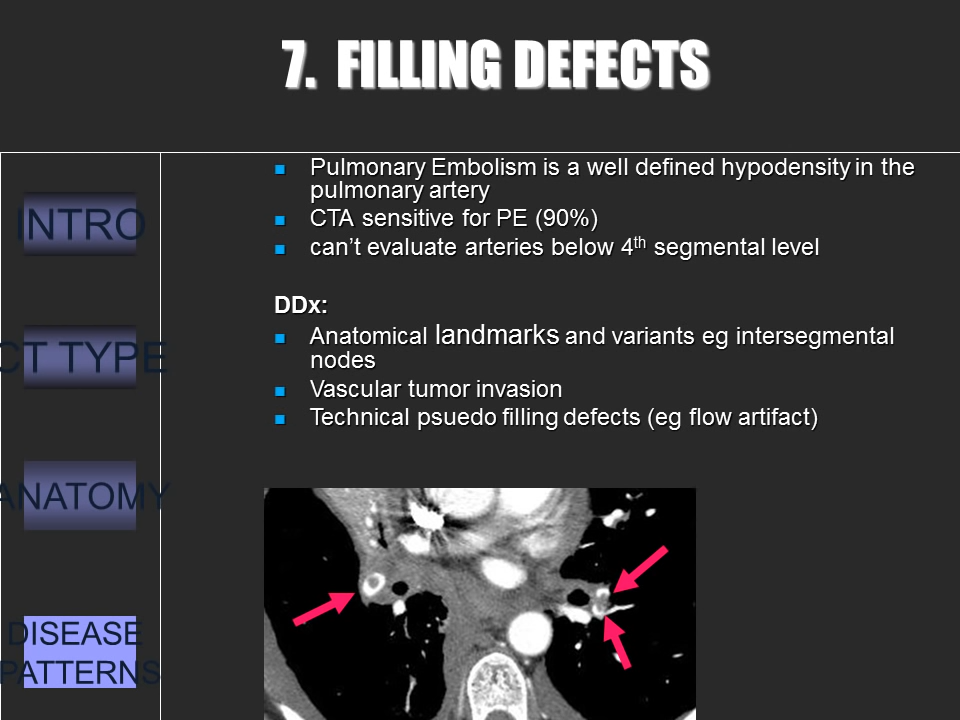 7. FILLING DEFECTS
INTRO
CT TYPE
ANATOMY
DISEASE
PATTERNS
Pulmonary Embolism is a well defined hypodensity in the
pulmonary artery
CTA sensitive for PE (90%)
can't evaluate arteries below 4th segmental level
DDx:
Anatomical landmarks and variants eg intersegmental
nodes
Vascular tumor invasion
Technical psuedo filling defects (eg flow artifact)